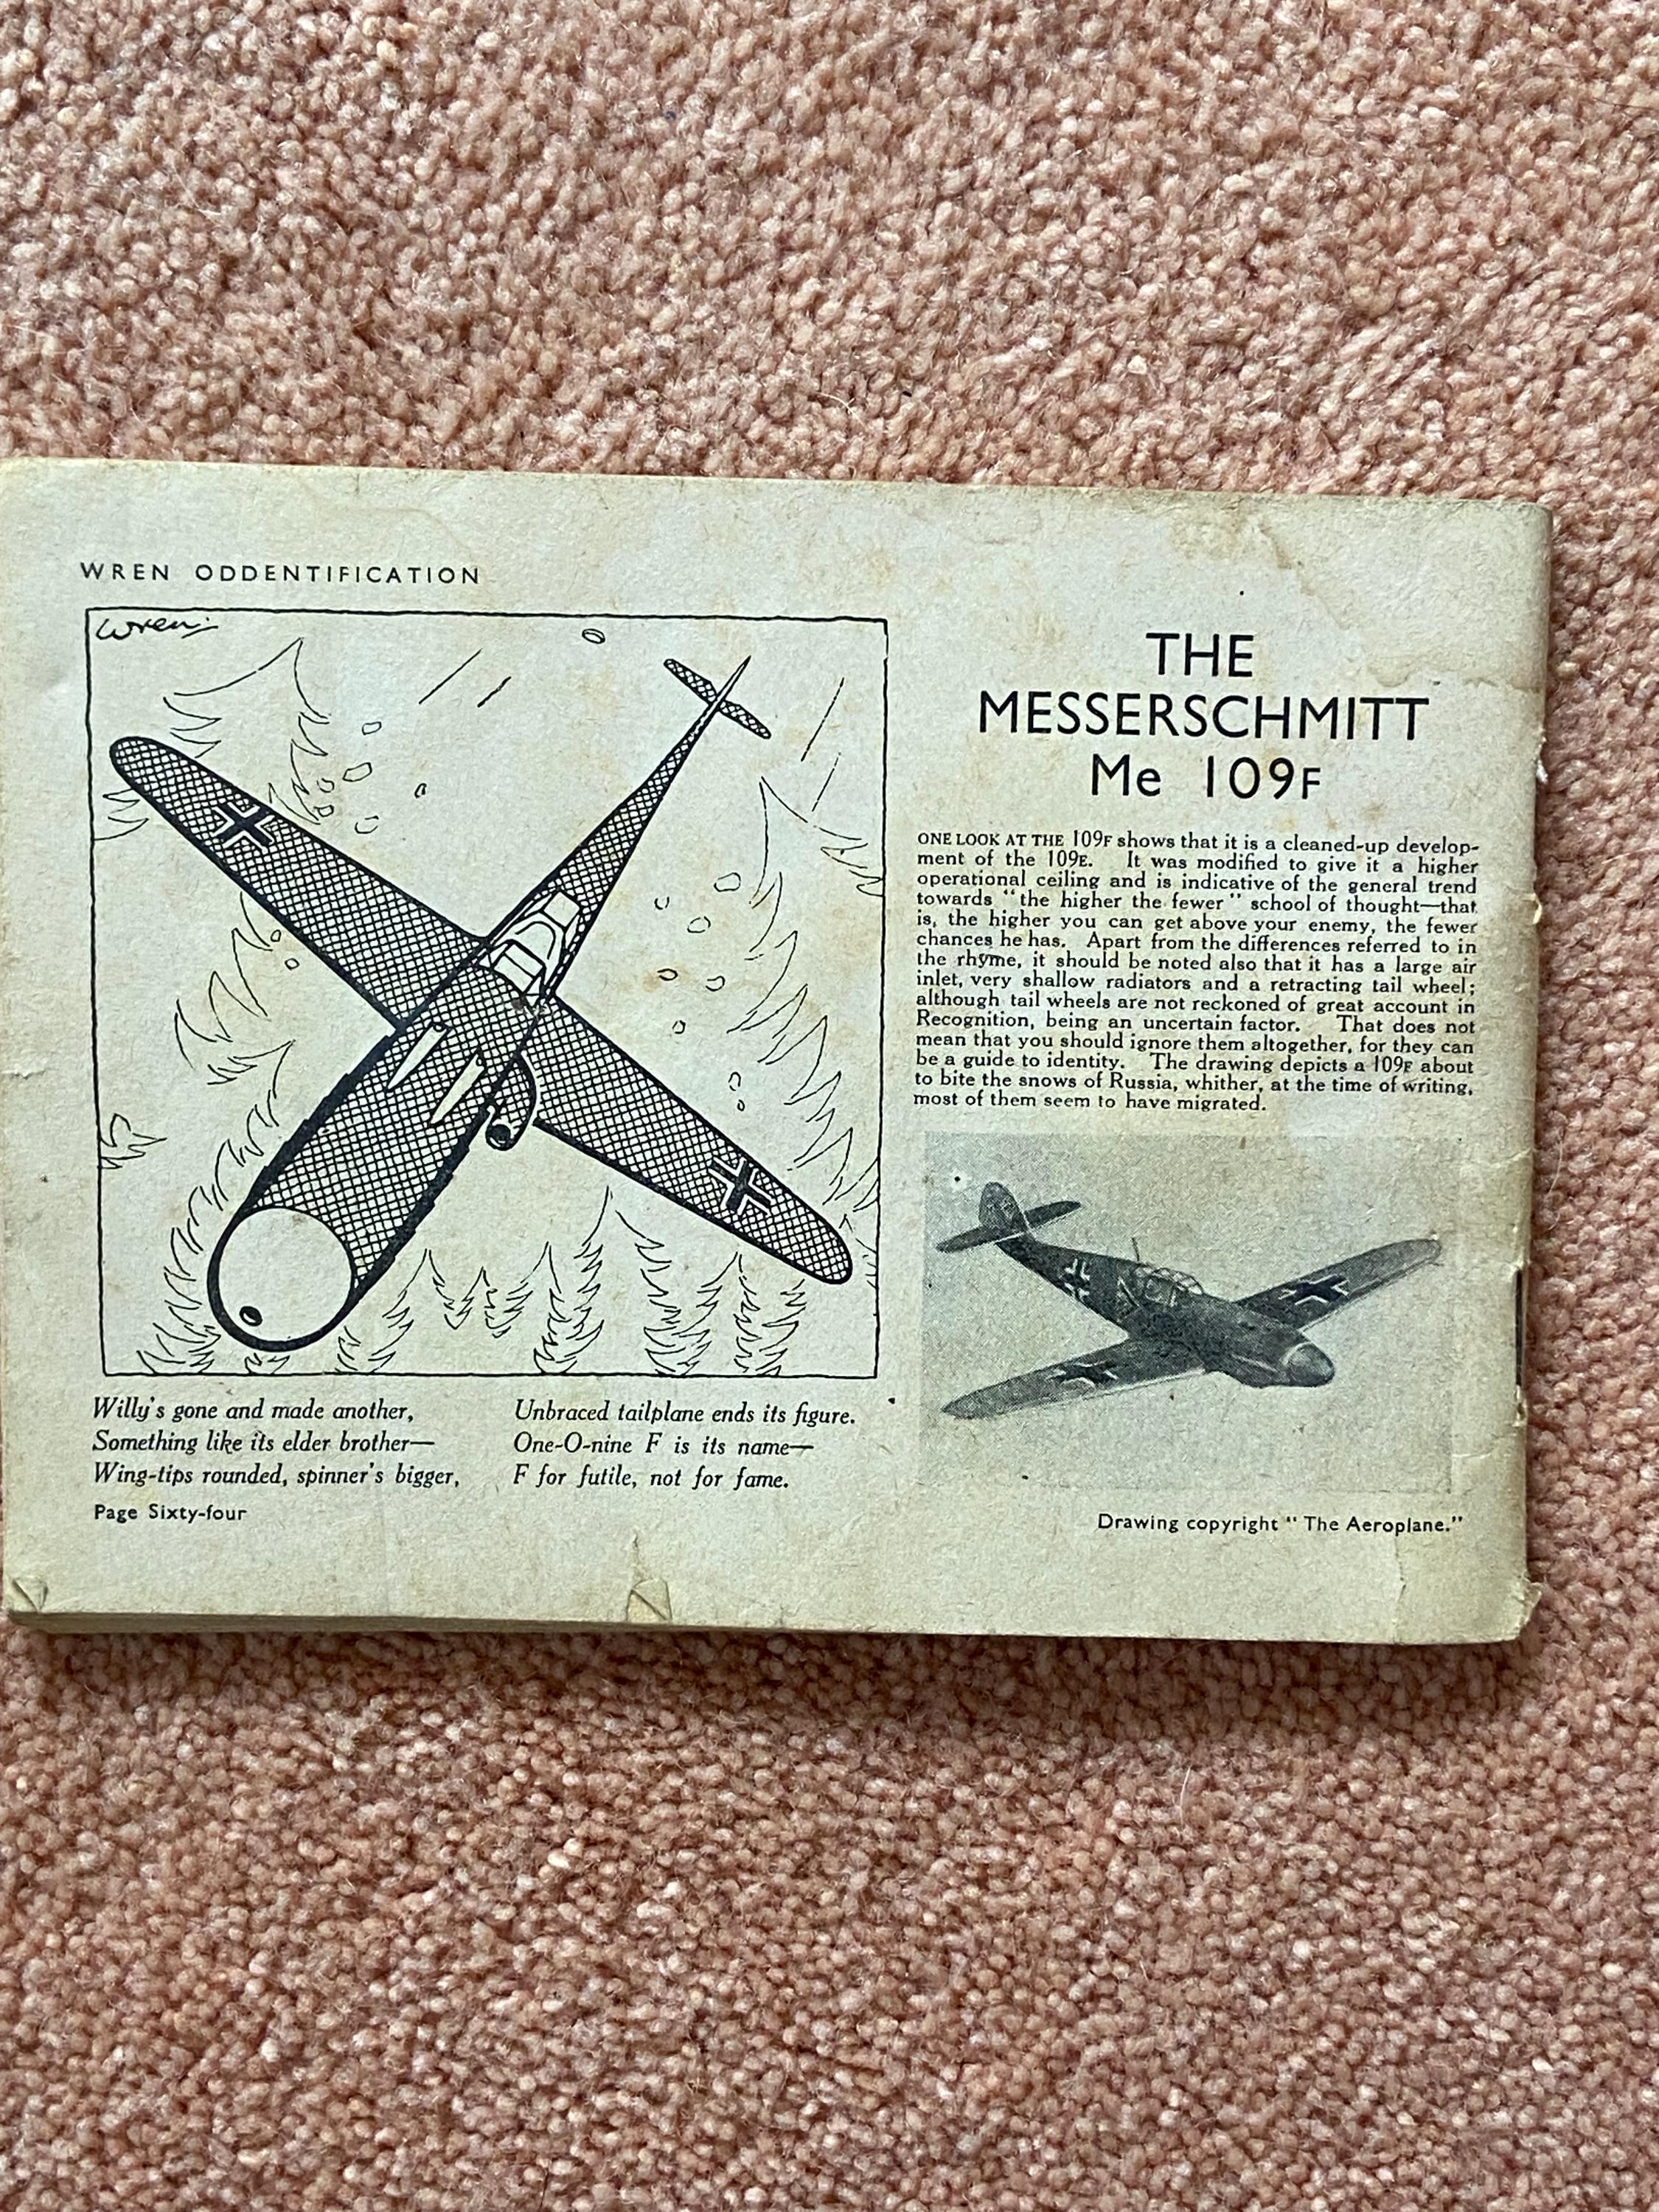 WREN ODDENTIFICATION
Wren
Willy's gone and made another,
Something like its elder brother—
Wing-tips rounded, spinner's bigger,
Unbraced tailplane ends its figure.
One-O-nine F is its name—
F for futile, not for fame.
Page Sixty-four
THE
MESSERSCHMITT
Me 109F
ONE LOOK AT THE 109F shows that it is a cleaned-up develop-
ment of the 109E. It was modified to give it a higher
operational ceiling and is indicative of the general trend
towards "the higher the fewer" school of thought—that
is, the higher you can get above your enemy, the fewer
chances he has. Apart from the differences referred to in
the rhyme, it should be noted also that it has a large air
inlet, very shallow radiators and a retracting tail wheel;
although tail wheels are not reckoned of great account in
Recognition, being an uncertain factor. That does not
mean that you should ignore them altogether, for they can
be a guide to identity. The drawing depicts a 109F about
to bite the snows of Russia, whither, at the time of writing,
most of them seem to have migrated.
Drawing copyright "The Aeroplane."